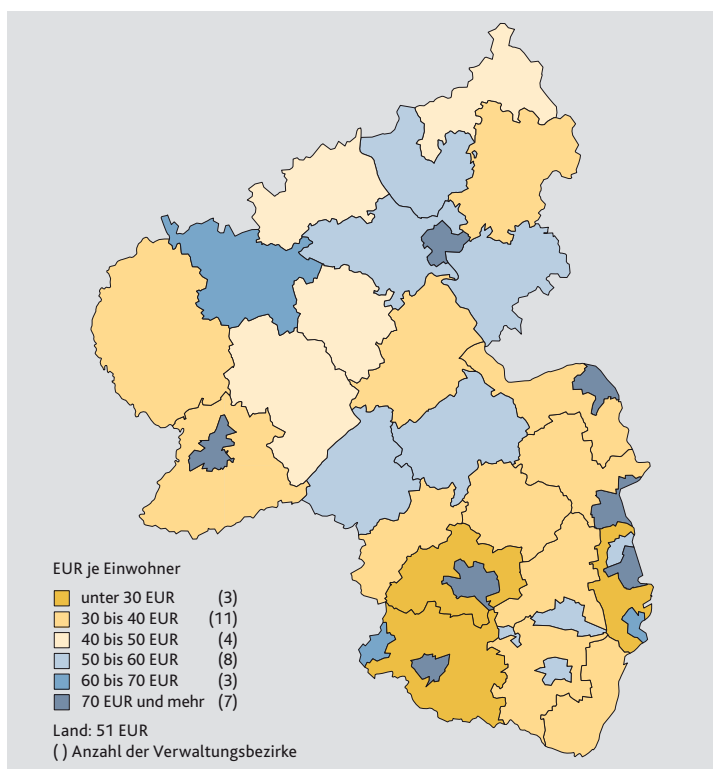 EUR je Einwohner
unter 30 EUR (3)
30 bis 40 EUR (11)
40 bis 50 EUR (4)
50 bis 60 EUR (8)
60 bis 70 EUR (3)
70 EUR und mehr (7)
Land: 51 EUR
( ) Anzahl der Verwaltungsbezirke